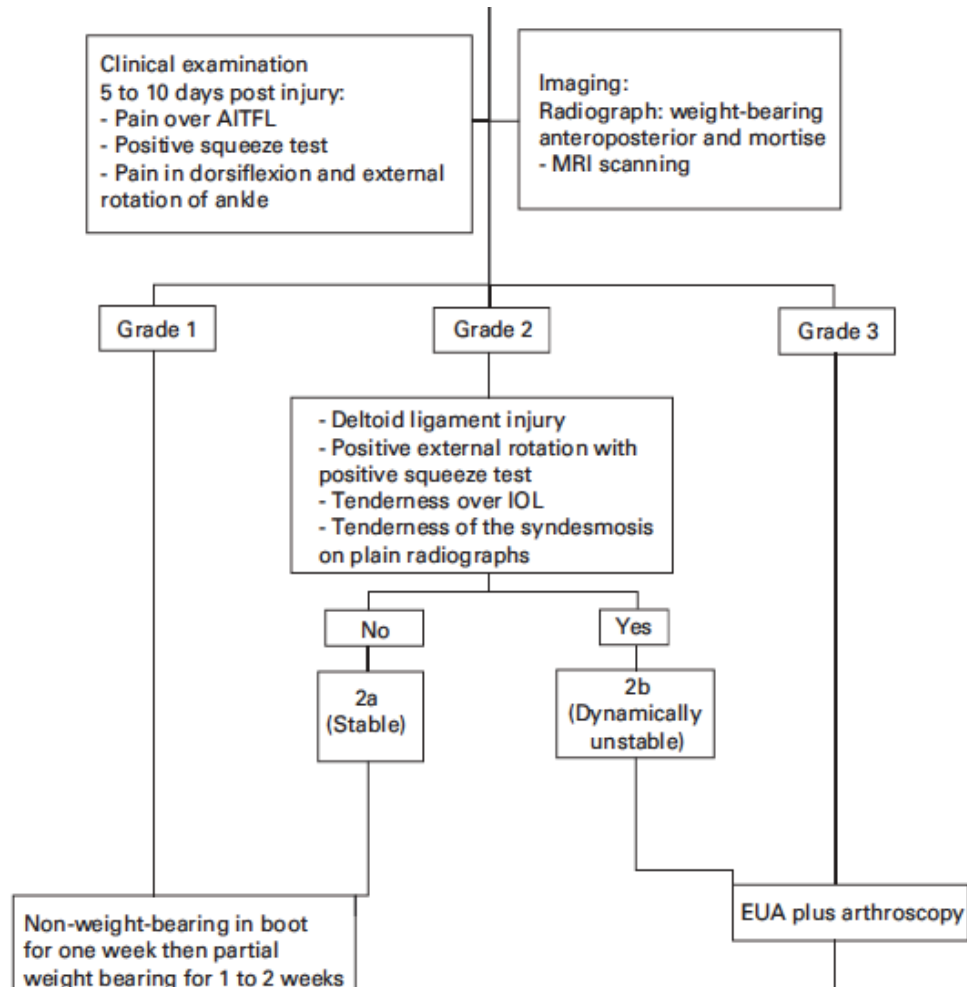 Clinical examination
5 to 10 days post injury:
- Pain over AITFL
- Positive squeeze test
- Pain in dorsiflexion and external
rotation of ankle
Imaging:
Radiograph: weight-bearing
anteroposterior and mortise
- MRI scanning
Grade 1
Grade 2
Grade 3
- Deltoid ligament injury
- Positive external rotation with
positive squeeze test
- Tenderness over IOL
- Tenderness of the syndesmosis
on plain radiographs
No
Yes
2a
(Stable)
2b
(Dynamically
unstable)
Non-weight-bearing in boot
for one week then partial
weight bearing for 1 to 2 weeks
EUA plus arthroscopy